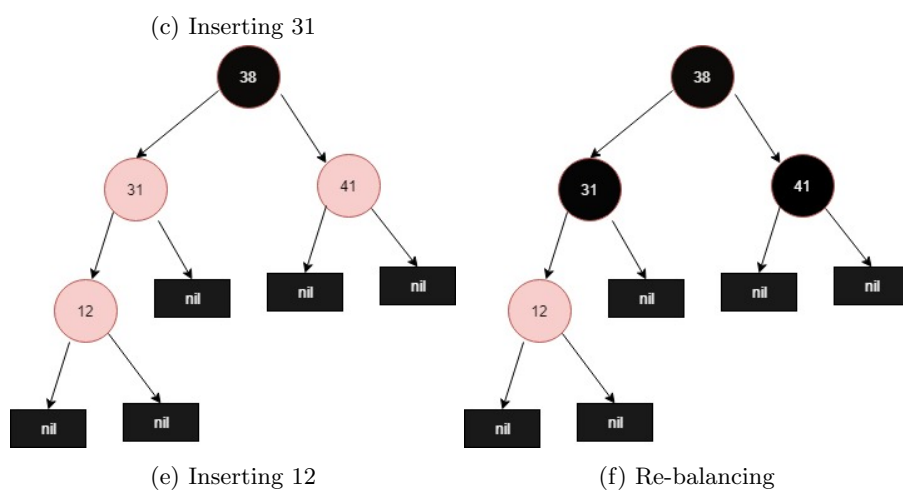 (c) Inserting 31
38
38
31
41
31
41
nil
nil
nil
nil
nil
nil
12
12
nil
nil
nil
nil
(e) Inserting 12
(f) Re-balancing